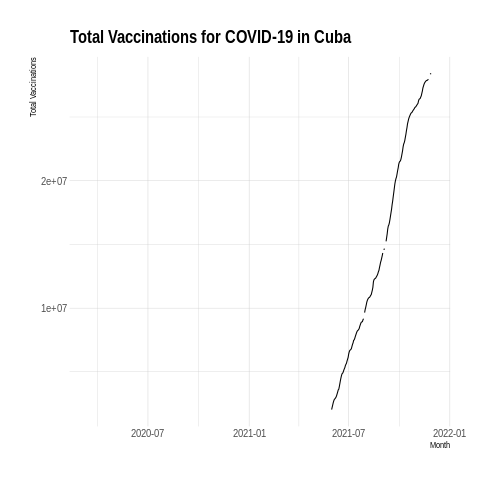 Total Vaccinations for COVID-19 in Cuba
Total Vaccinations
2e+07
1e+07
2020-07 2021-01 2021-07 2022-01
Month